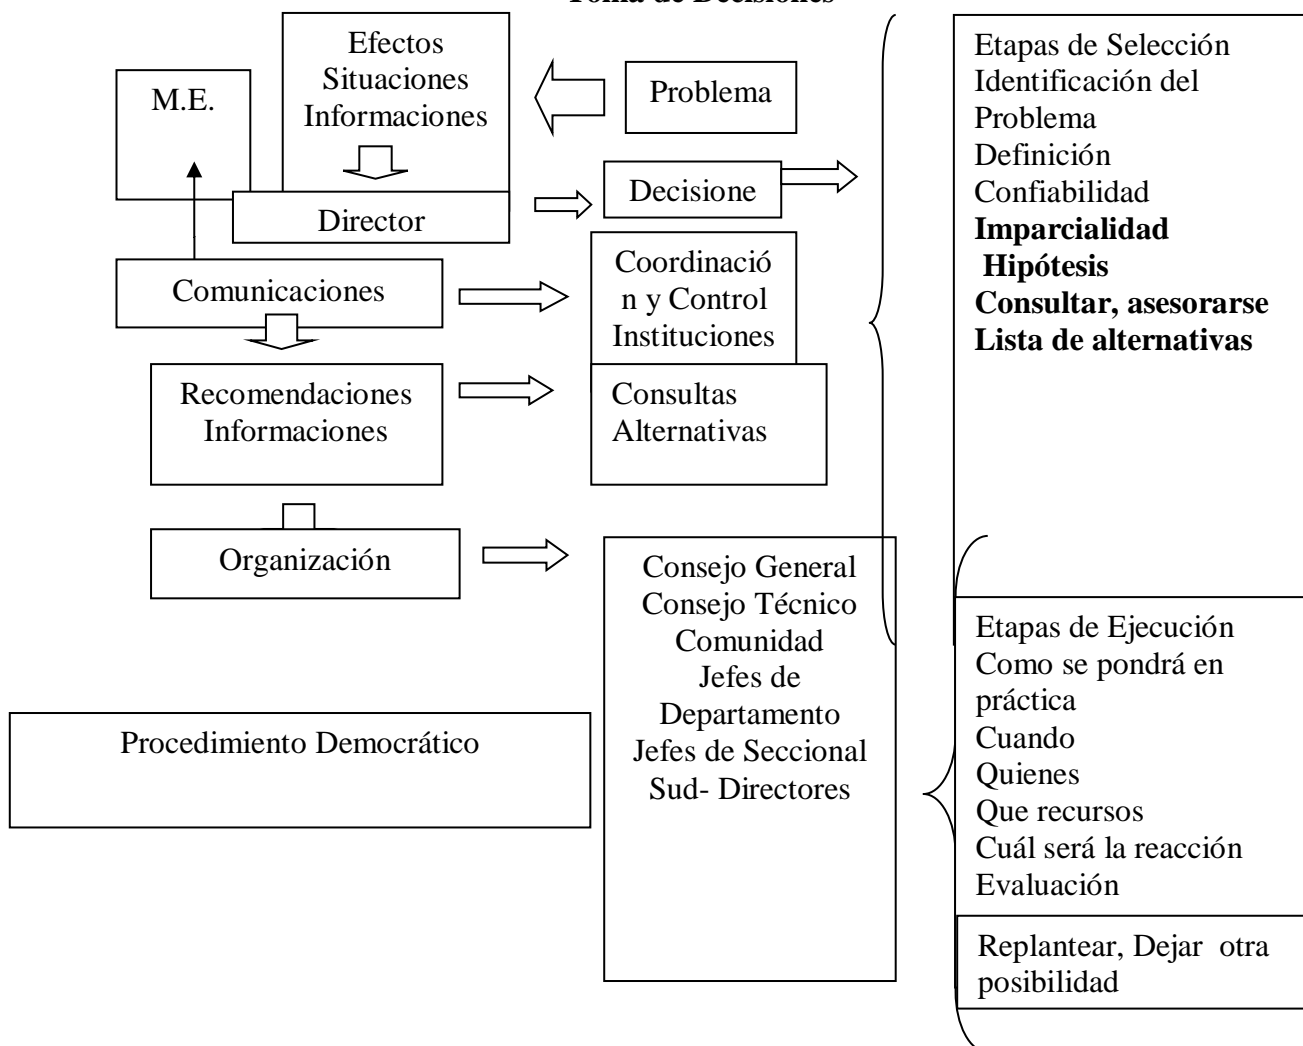 Toma de Decisiones
Efectos
Situaciones
Informaciones
M.E.
Problema
Director
Decisione
Comunicaciones
Coordinació
n y Control
Instituciones
Recomendaciones
Informaciones
Consultas
Alternativas
Organización
Consejo General
Consejo Técnico
Comunidad
Jefes de
Departamento
Jefes de Seccional
Sud- Directores
Procedimiento Democrático
Etapas de Selección
Identificación del
Problema
Definición
Confiabilidad
Imparcialidad
Hipótesis
Consultar, asesorarse
Lista de alternativas
Etapas de Ejecución
Como se pondrá en
práctica
Cuando
Quienes
Que recursos
Cuál será la reacción
Evaluación
Replantear, Dejar otra
posibilidad